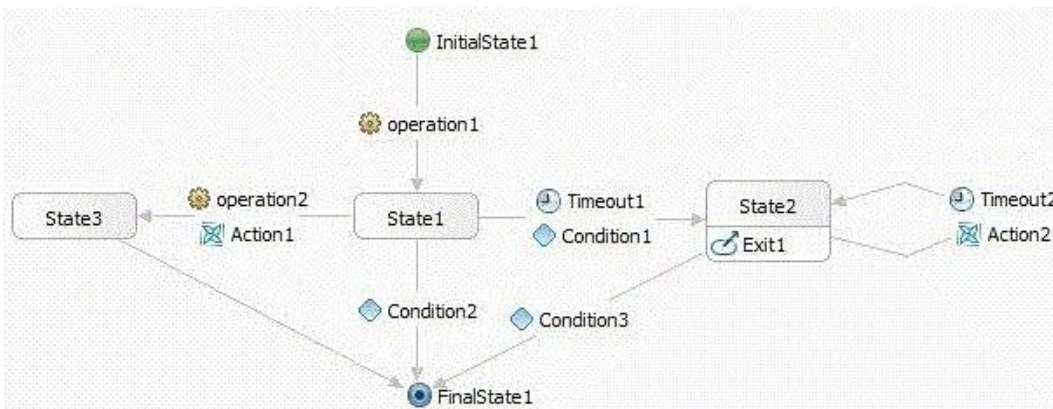 InitialState1
operation1
operation2
Action1
State3
State1
Timeout1
Condition1
State2
Exit1
Timeout2
Action2
Condition2
Condition3
FinalState1